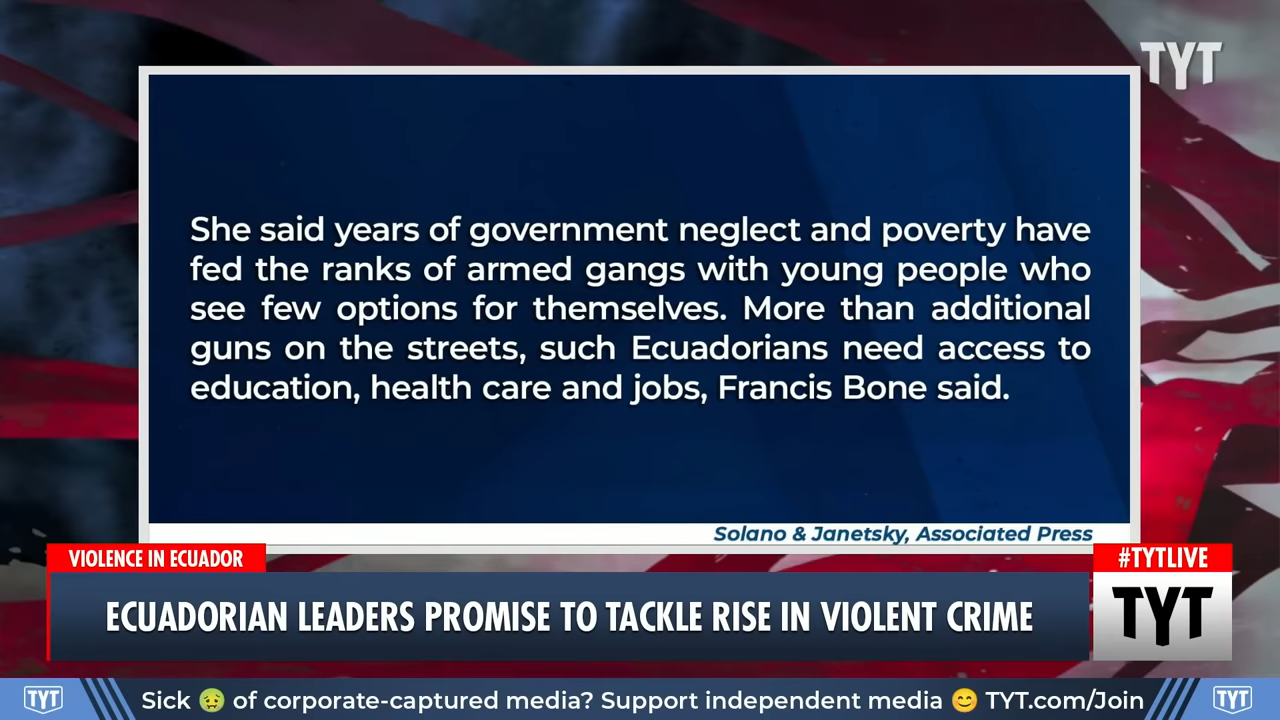 TYT
She said years of government neglect and poverty have
fed the ranks of armed gangs with young people who
see few options for themselves. More than additional
guns on the streets, such Ecuadorians need access to
education, health care and jobs, Francis Bone said.
Solano & Janetsky, Associated Press
VIOLENCE IN ECUADOR
#TYTLIVE
ECUADORIAN LEADERS PROMISE TO TACKLE RISE IN VIOLENT CRIME
TYT
TYT
Sick 🤢 of corporate-captured media? Support independent media 😊 TYT.com/Join
TYT